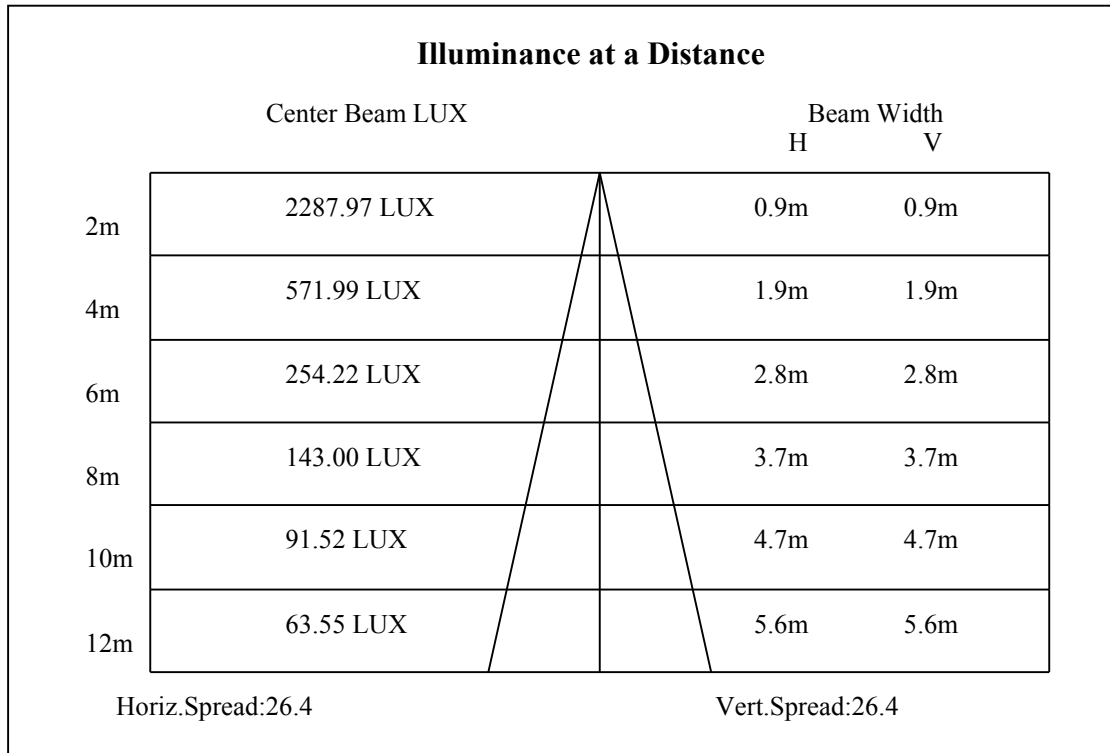 Illuminance at a Distance
Center Beam LUX Beam Width
H V
2m 2287.97 LUX 0.9m 0.9m
4m 571.99 LUX 1.9m 1.9m
6m 254.22 LUX 2.8m 2.8m
8m 143.00 LUX 3.7m 3.7m
10m 91.52 LUX 4.7m 4.7m
12m 63.55 LUX 5.6m 5.6m
Horiz.Spread:26.4 Vert.Spread:26.4